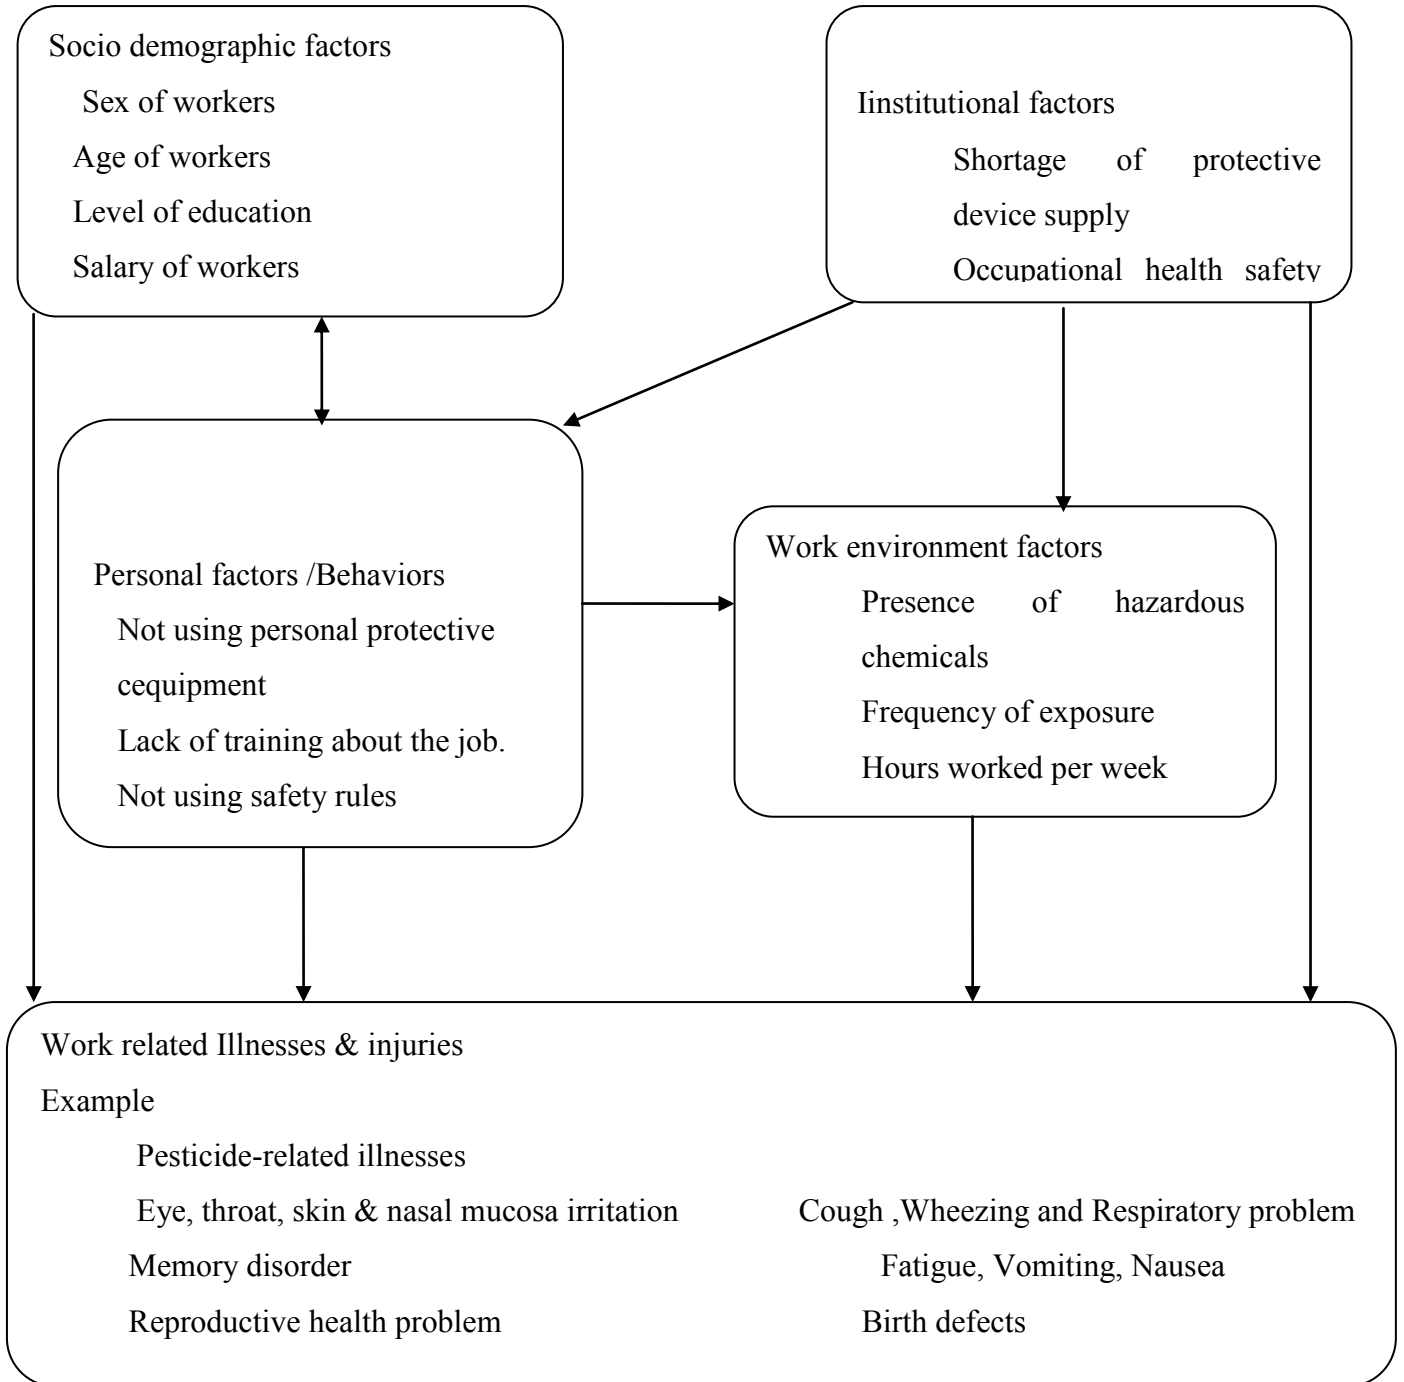 Socio demographic factors
Sex of workers
Age of workers
Level of education
Salary of workers
Iinstitutional factors
Shortage of protective
device supply
Occupational health safety
Personal factors /Behaviors
Not using personal protective
cequipment
Lack of training about the job.
Not using safety rules
Work environment factors
Presence of hazardous
chemicals
Frequency of exposure
Hours worked per week
Work related Illnesses & injuries
Example
Pesticide-related illnesses
Eye, throat, skin & nasal mucosa irritation Cough ,Wheezing and Respiratory problem
Memory disorder Fatigue, Vomiting, Nausea
Reproductive health problem Birth defects